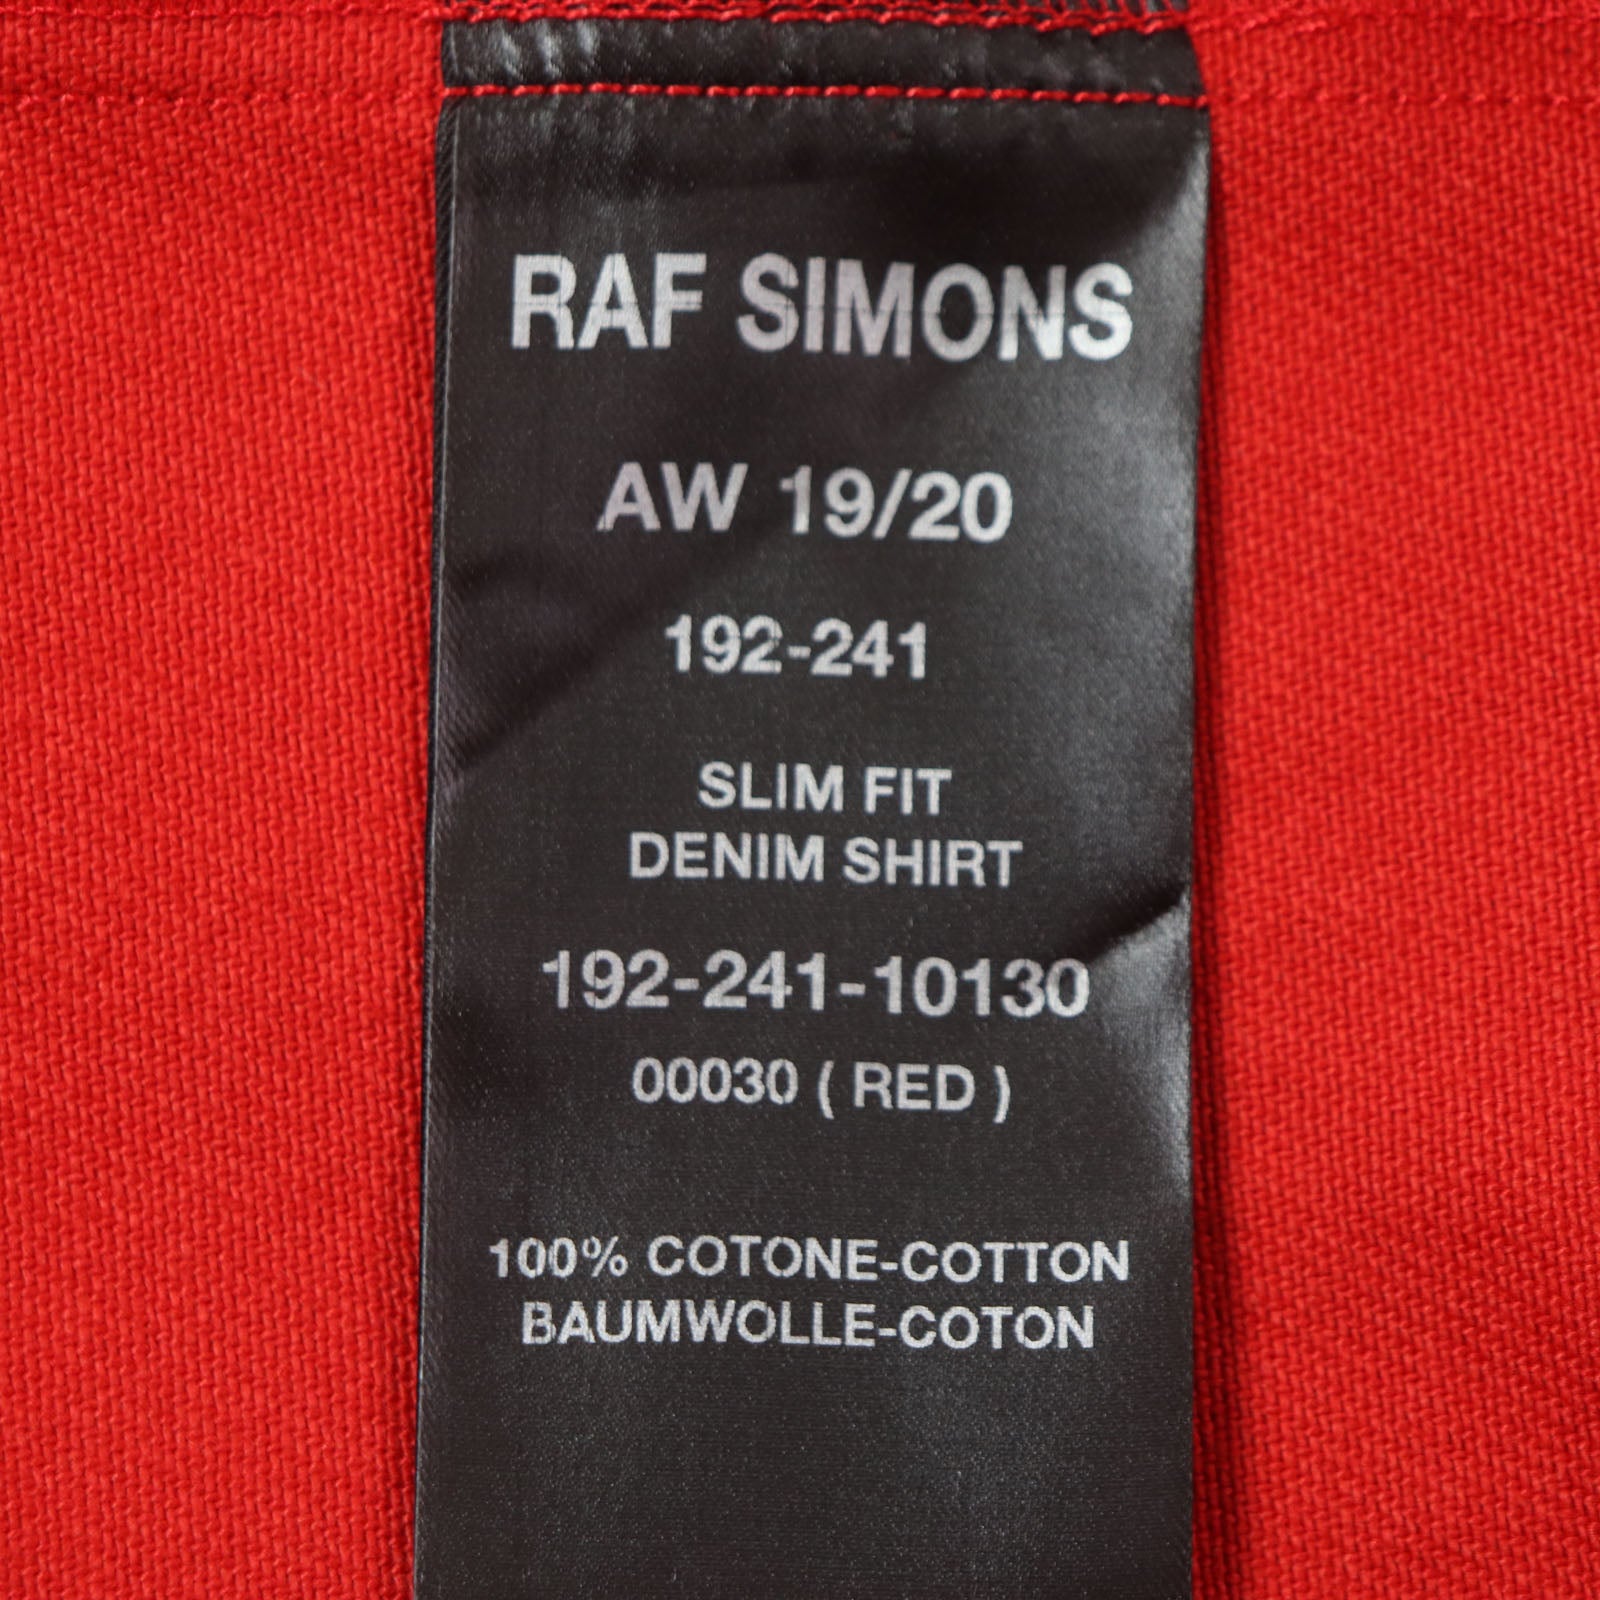 RAF SIMONS
AW 19/20
192-241
SLIM FIT
DENIM SHIRT
192-241-10130
00030 ( RED )
100% COTONE-COTTON
BAUMWOLLE-COTON